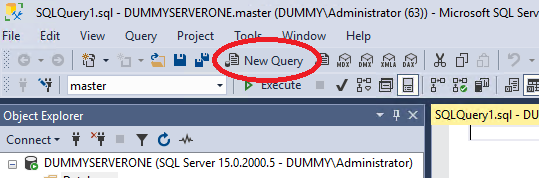 SQLQuery1.sql - DUMMYSERVERONE.master (DUMMY\Administrator (63)) - Microsoft SQL Serv
File Edit View Query Project Tools Window Help
New Query MDX DMX XMLA DAX
master Execute
Object Explorer
SQLQuery1.sql - DU
Connect
DUMMYSERVERONE (SQL Server 15.0.2000.5 - DUMMY\Administrator)